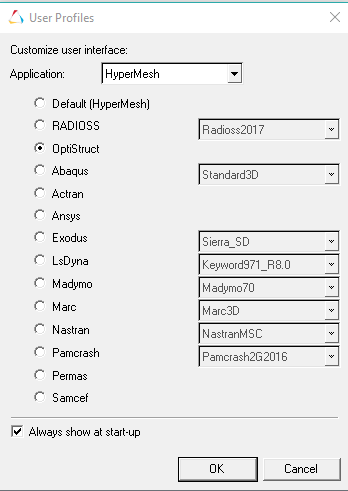 User Profiles
Customize user interface:
Application: HyperMesh
Default (HyperMesh)
RADIOSS Radioss2017
OptiStruct
Abaqus Standard3D
Actran
Ansys
Exodus Sierra_SD
LsDyna Keyword971_R8.0
Madymo Madymo70
Marc Marc3D
Nastran NastranMSC
Pamcrash Pamcrash2G2016
Permas
Samcef
Always show at start-up
OK Cancel